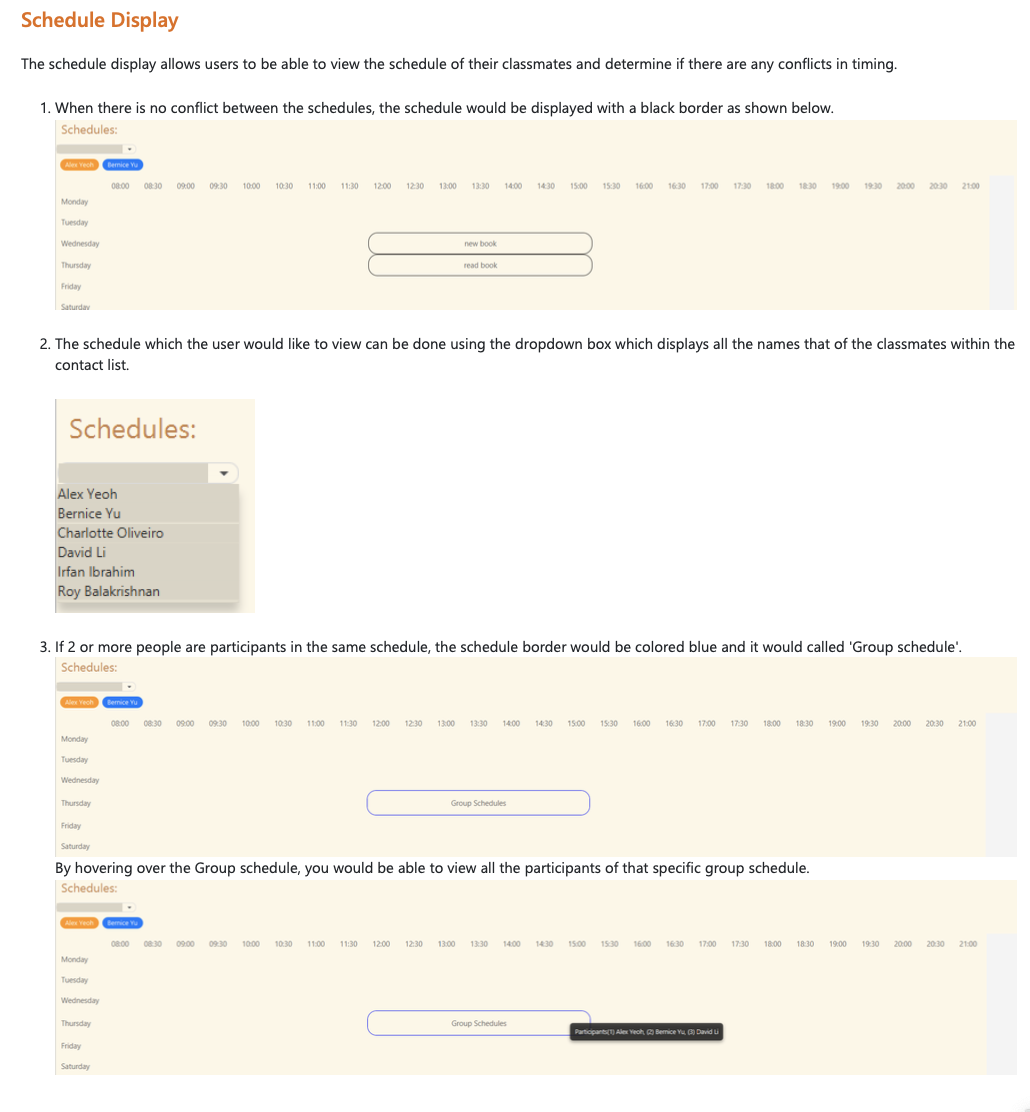 Schedule Display
The schedule display allows users to be able to view the schedule of their classmates and determine if there are any conflicts in timing.
1. When there is no conflict between the schedules, the schedule would be displayed with a black border as shown below.
Schedules:
Alex Yeoh Bernice Yu
08:00 08:30 09:00 09:30 10:00 10:30 11:00 11:30 12:00 12:30 13:00 13:30 14:00 14:30 15:00 15:30 16:00 16:30 17:00 17:30 18:00 18:30 19:00 19:30 20:00 20:30 21:00
Monday
Tuesday
Wednesday new book
Thursday read book
Friday
Saturday
2. The schedule which the user would like to view can be done using the dropdown box which displays all the names that of the classmates within the
contact list.
Schedules:
Alex Yeoh
Bernice Yu
Charlotte Oliveiro
David Li
Irfan Ibrahim
Roy Balakrishnan
3. If 2 or more people are participants in the same schedule, the schedule border would be colored blue and it would called 'Group schedule'.
Schedules:
Alex Yeoh Bernice Yu
08:00 08:30 09:00 09:30 10:00 10:30 11:00 11:30 12:00 12:30 13:00 13:30 14:00 14:30 15:00 15:30 16:00 16:30 17:00 17:30 18:00 18:30 19:00 19:30 20:00 20:30 21:00
Monday
Tuesday
Wednesday
Thursday Group Schedules
Friday
Saturday
By hovering over the Group schedule, you would be able to view all the participants of that specific group schedule.
Schedules:
Alex Yeoh Bernice Yu
08:00 08:30 09:00 09:30 10:00 10:30 11:00 11:30 12:00 12:30 13:00 13:30 14:00 14:30 15:00 15:30 16:00 16:30 17:00 17:30 18:00 18:30 19:00 19:30 20:00 20:30 21:00
Monday
Tuesday
Wednesday
Thursday Group Schedules
Participants(1) Alex Yeoh, (2) Bernice Yu, (3) David Li
Friday
Saturday